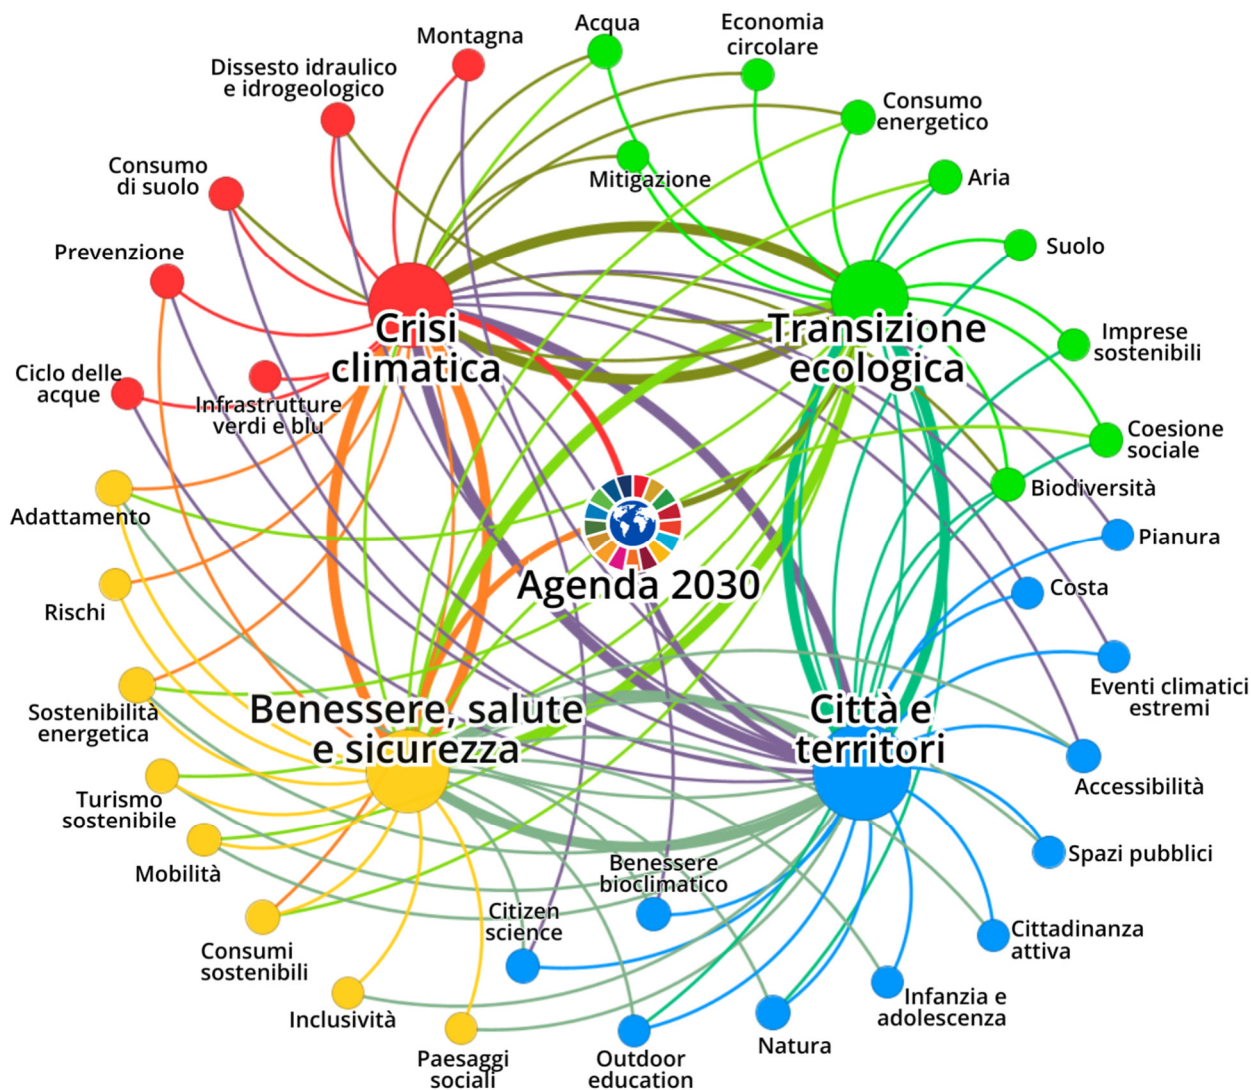 Acqua
Economia
circolare
Montagna
Dissesto idraulico
e idrogeologico
Consumo
energetico
Consumo
di suolo
Mitigazione
Aria
Prevenzione
Suolo
Crisi
climatica
Transizione
ecologica
Imprese
sostenibili
Ciclo delle
acque
Infrastrutture
verdi e blu
Coesione
sociale
Biodiversità
Adattamento
Pianura
Agenda 2030
Costa
Rischi
Eventi climatici
estremi
Sostenibilità
energetica
Benessere, salute
e sicurezza
Città e
territori
Accessibilità
Turismo
sostenibile
Mobilità
Benessere
bioclimatico
Spazi pubblici
Citizen
science
Cittadinanza
attiva
Consumi
sostenibili
Infanzia e
adolescenza
Inclusività
Natura
Paesaggi
sociali
Outdoor
education